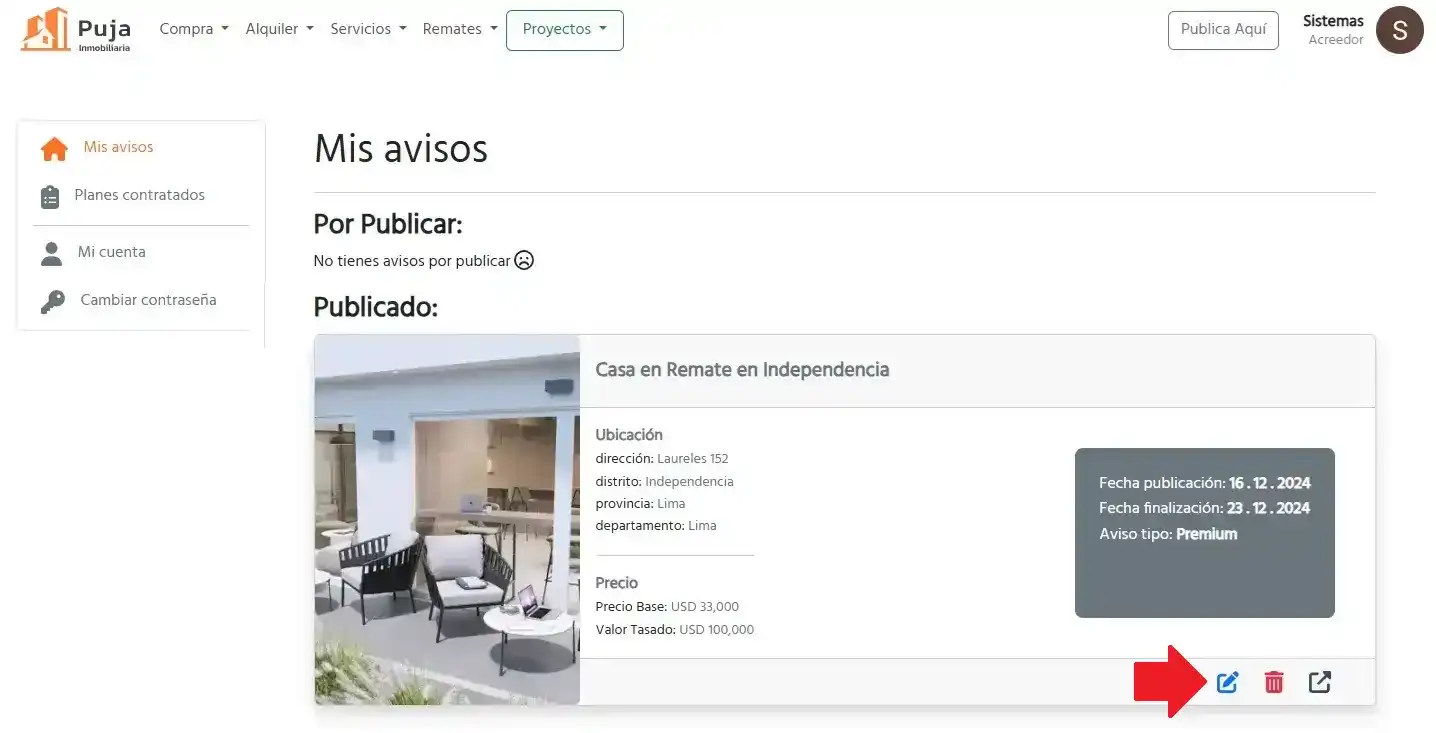 Puja
Inmobiliaria
Compra
Alquiler
Servicios
Remates
Proyectos
Publica Aquí
Sistemas
Acreedor
S
Mis avisos
Planes contratados
Mi cuenta
Cambiar contraseña
Mis avisos
Por Publicar:
No tienes avisos por publicar
Publicado:
Casa en Remate en Independencia
Ubicación
dirección: Laureles 152
distrito: Independencia
provincia: Lima
departamento: Lima
Precio
Precio Base: USD 33,000
Valor Tasado: USD 100,000
Fecha publicación: 16 . 12 . 2024
Fecha finalización: 23 . 12 . 2024
Aviso tipo: Premium